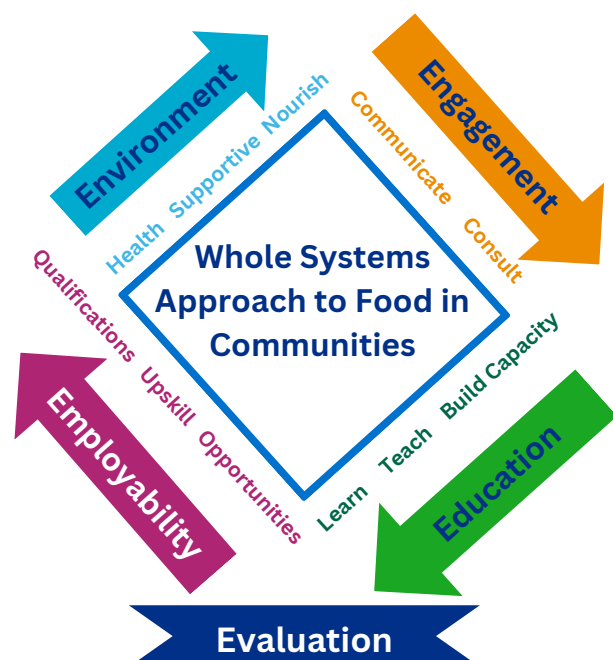 Environment
Health Supportive Nourish
Engagement
Communicate Consult
Whole Systems
Approach to Food in
Communities
Qualifications Upskill Opportunities
Employability
Learn Teach Build Capacity
Education
Evaluation